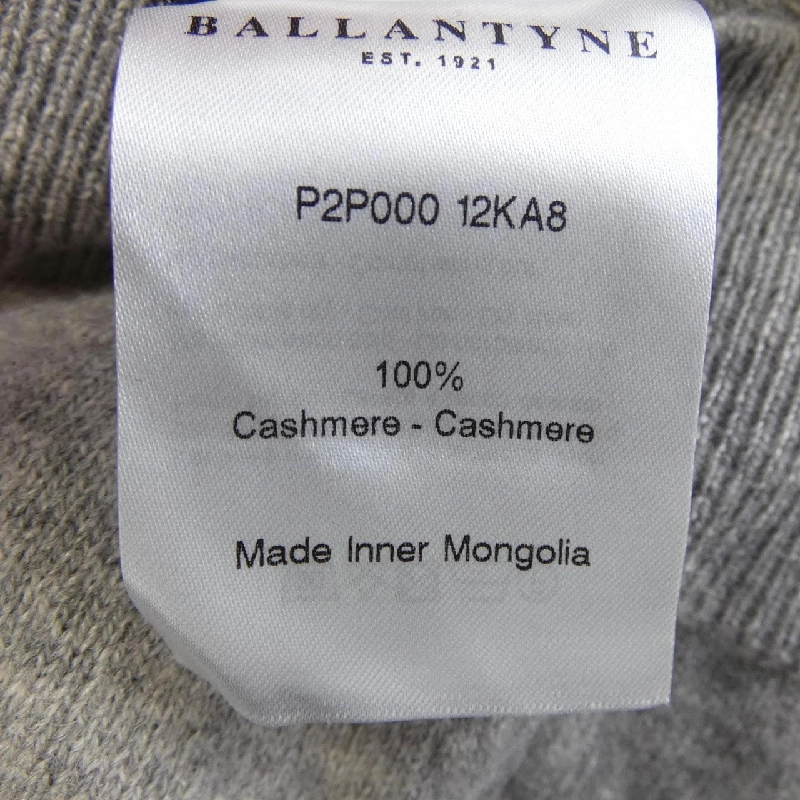 BALLANTYNE
EST. 1921
P2P000 12KA8
100%
Cashmere - Cashmere
Made Inner Mongolia